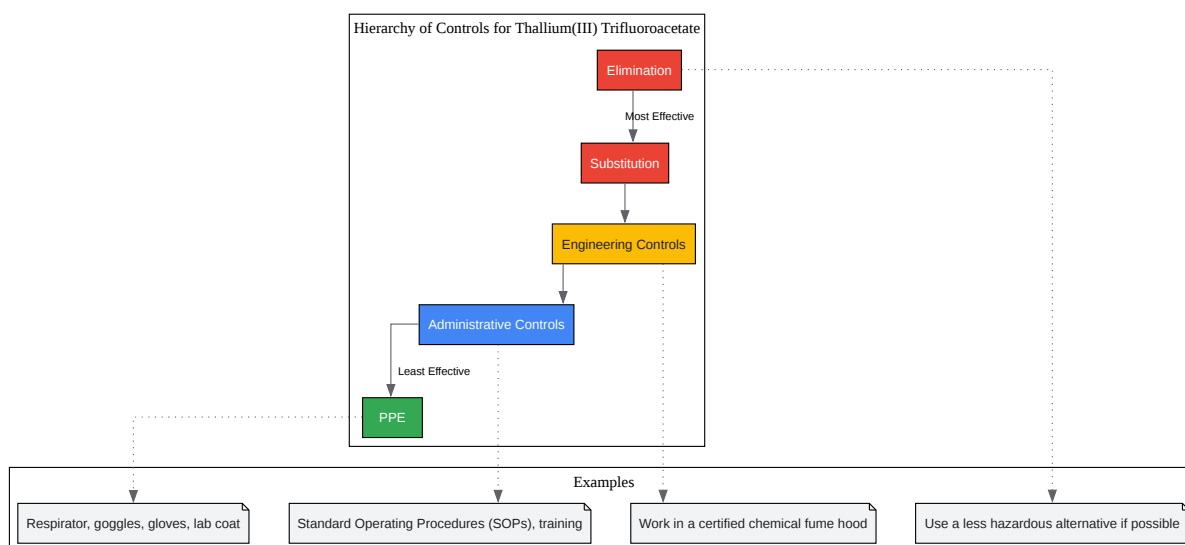 Hierarchy of Controls for Thallium(III) Trifluoroacetate
Elimination
Most Effective
Substitution
Engineering Controls
Administrative Controls
Least Effective
PPE
Examples
Respirator, goggles, gloves, lab coat
Standard Operating Procedures (SOPs), training
Work in a certified chemical fume hood
Use a less hazardous alternative if possible